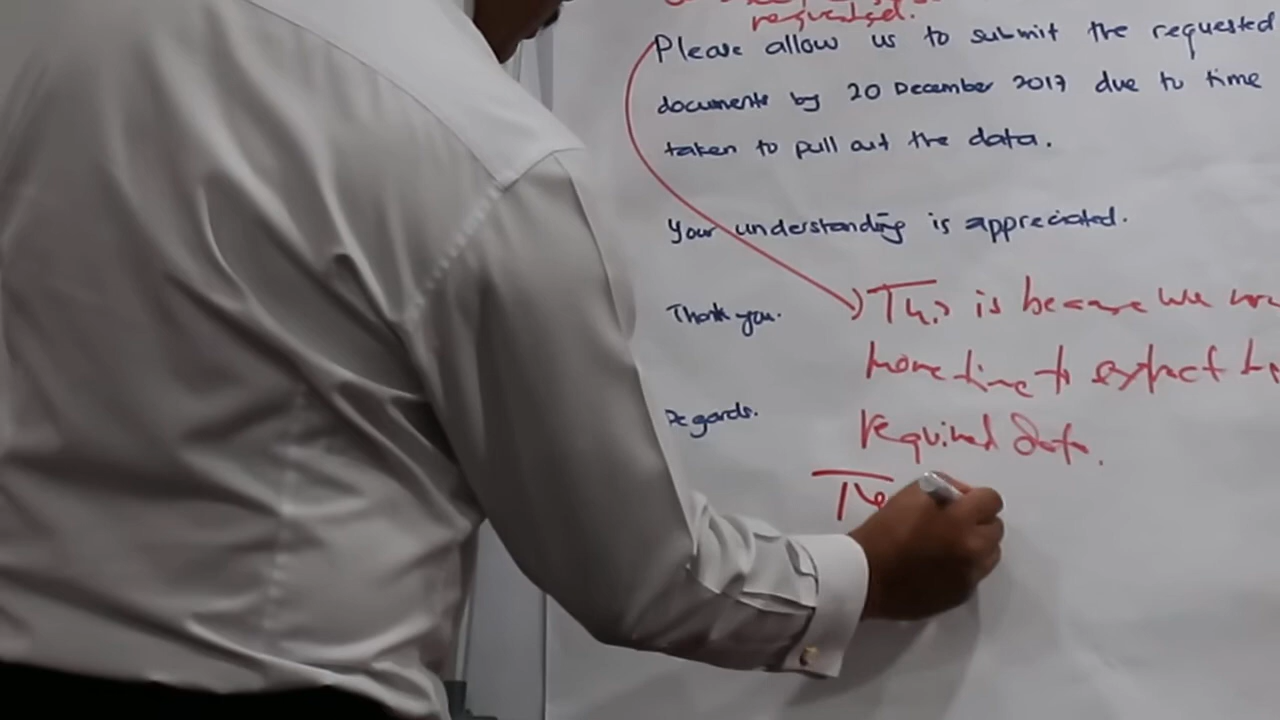 requested.
Please allow us to submit the requested
documents by 20 December 2017 due to time
taken to pull out the data.
Your understanding is appreciated.
Thank you.
This is because we
more time to extract
required data.
Regards.
The